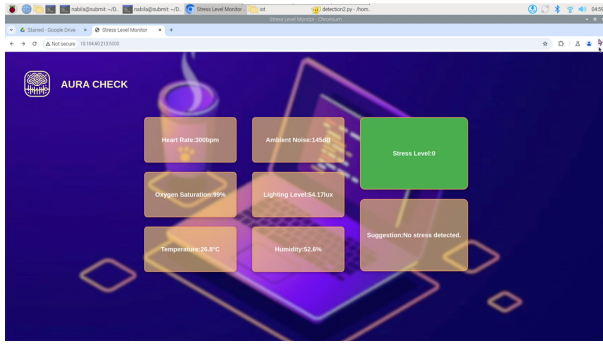 nabila@submit: ~/D...
nabila@submit: ~/D...
Stress Level Monitor ...
detection2.py - /hom...
04:59
Stress Level Monitor - Chromium
Starred - Google Drive
Stress Level Monitor
Not secure
AURA CHECK
Heart Rate:300bpm
Ambient Noise:145dB
Stress Level:0
Oxygen Saturation:99%
Lighting Level:54.17lux
Suggestion:No stress detected.
Temperature:26.8°C
Humidity:52.6%